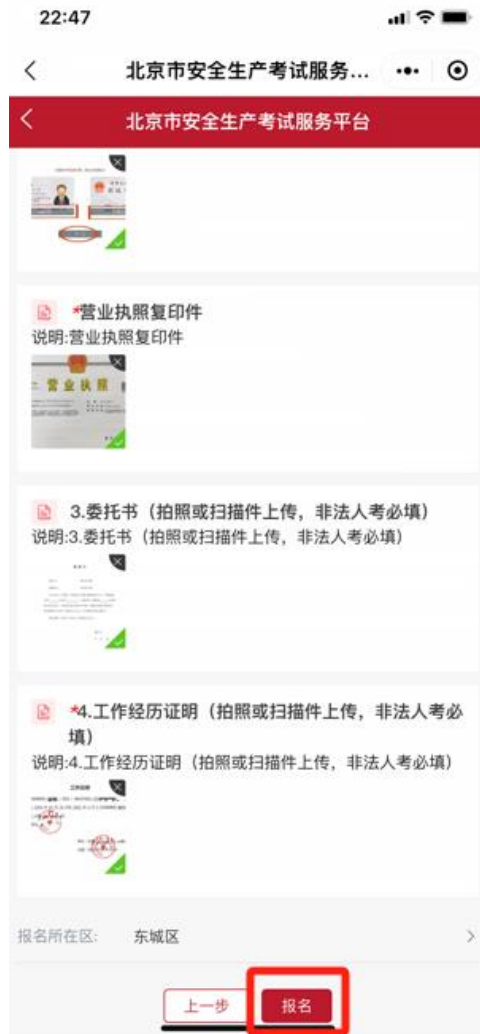 22:47
北京市安全生产考试服务...
北京市安全生产考试服务平台
*营业执照复印件
说明:营业执照复印件
营业执照
3.委托书（拍照或扫描件上传，非法人考必填）
说明:3.委托书（拍照或扫描件上传，非法人考必填）
*4.工作经历证明（拍照或扫描件上传，非法人考必
填）
说明:4.工作经历证明（拍照或扫描件上传，非法人考必填）
报名所在区: 东城区
上一步 报名